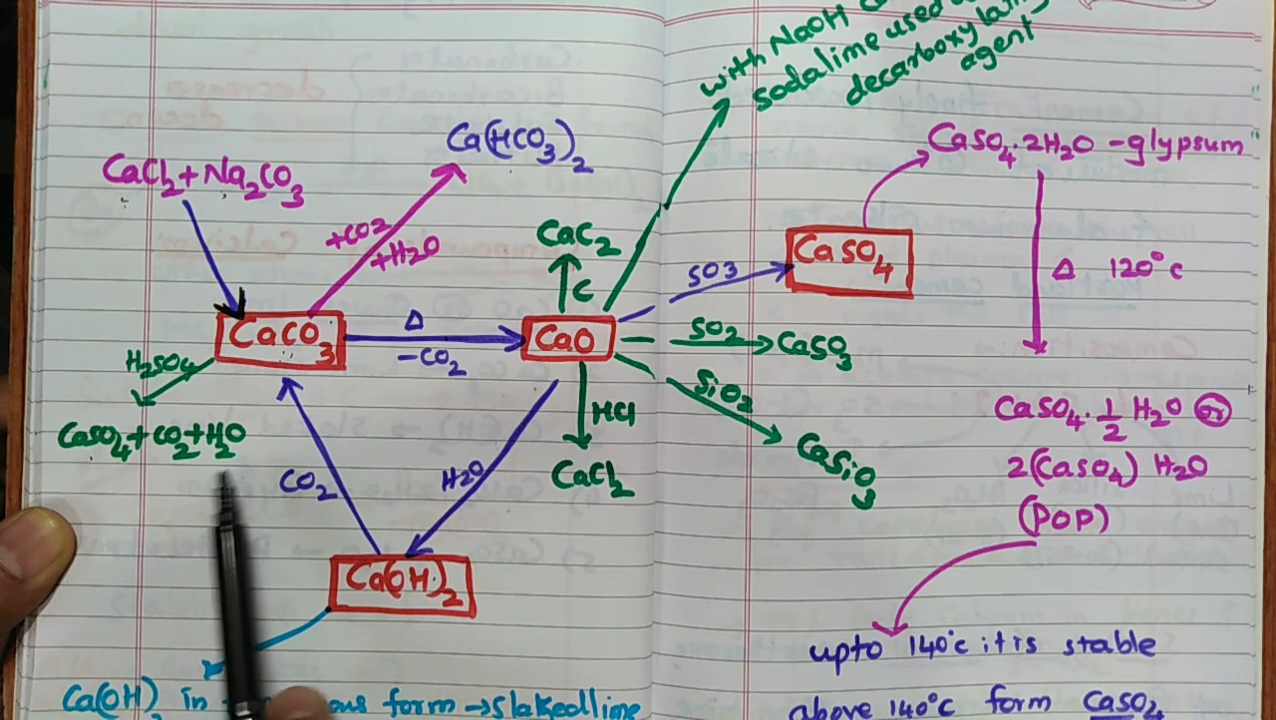 with NaOH
sodalime used
decarboxylating
agent
Ca(HCO3)2
CaSO4.2H2O - glypsum
CaCl2 + Na2CO3
+CO2
+H2O
CaC2
C
SO3
CaSO4
Δ 120°c
CaCO3
Δ
-CO2
CaO
SO2
CaSO3
H2SO4
SiO2
CaSiO3
HCl
CaCl2
CaSO4 + CO2 + H2O
CO2
H2O
CaSO4.1/2 H2O or
2(CaSO4) H2O
(POP)
Ca(OH)2
upto 140°c it is stable
Ca(OH)2 in form → Slaked lime
above 140°c form CaSO4